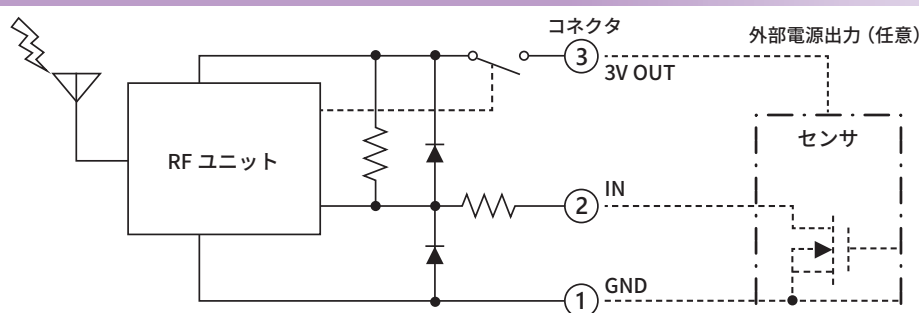 コネクタ
外部電源出力（任意）
3
3V OUT
センサ
RF ユニット
IN
2
GND
1